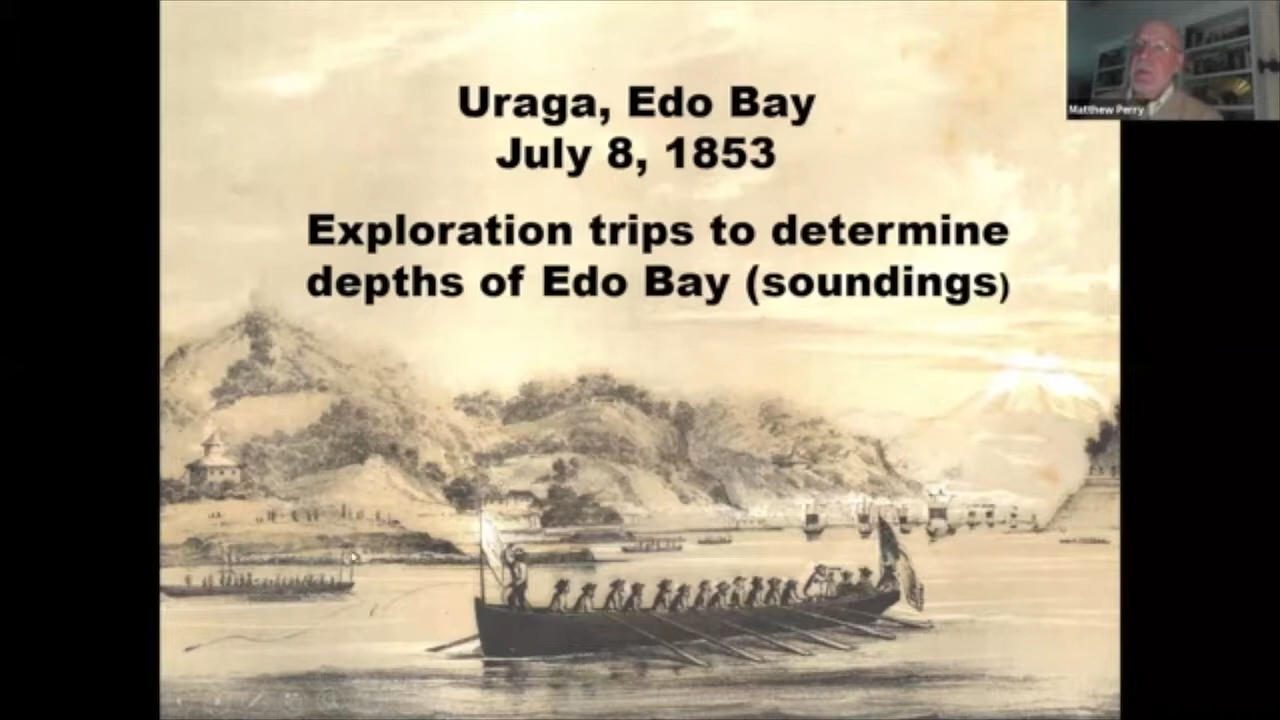 Uraga, Edo Bay
July 8, 1853
Exploration trips to determine
depths of Edo Bay (soundings)
Matthew Perry